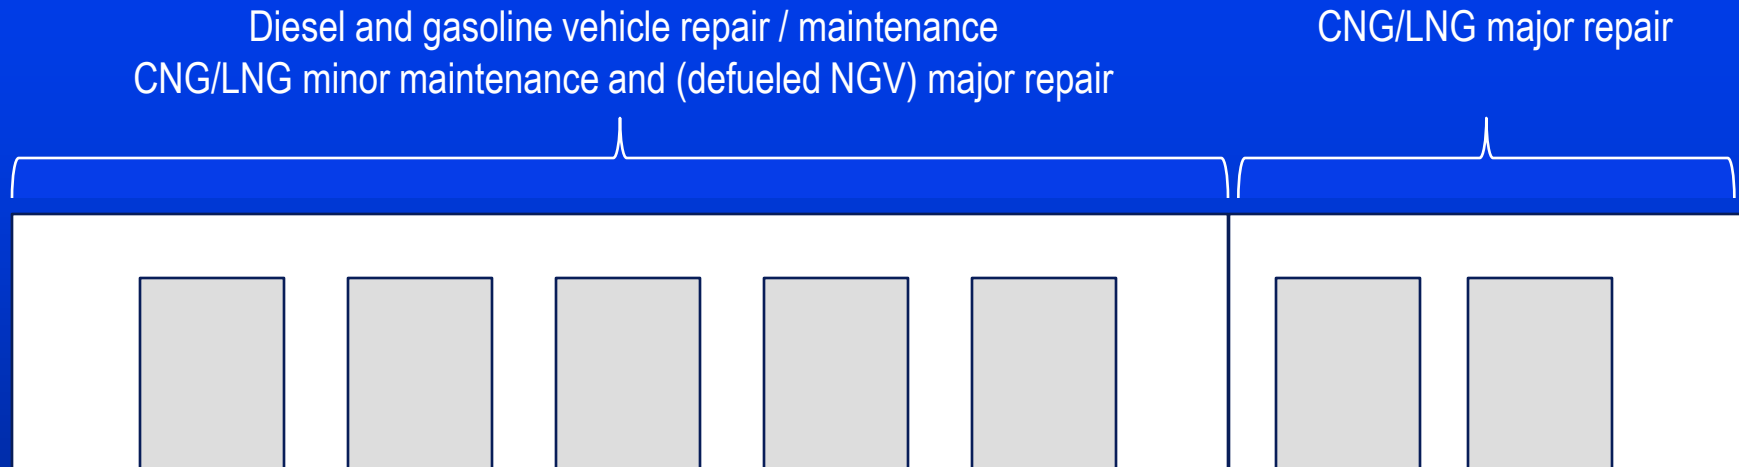 Diesel and gasoline vehicle repair / maintenance
CNG/LNG minor maintenance and (defueled NGV) major repair
CNG/LNG major repair